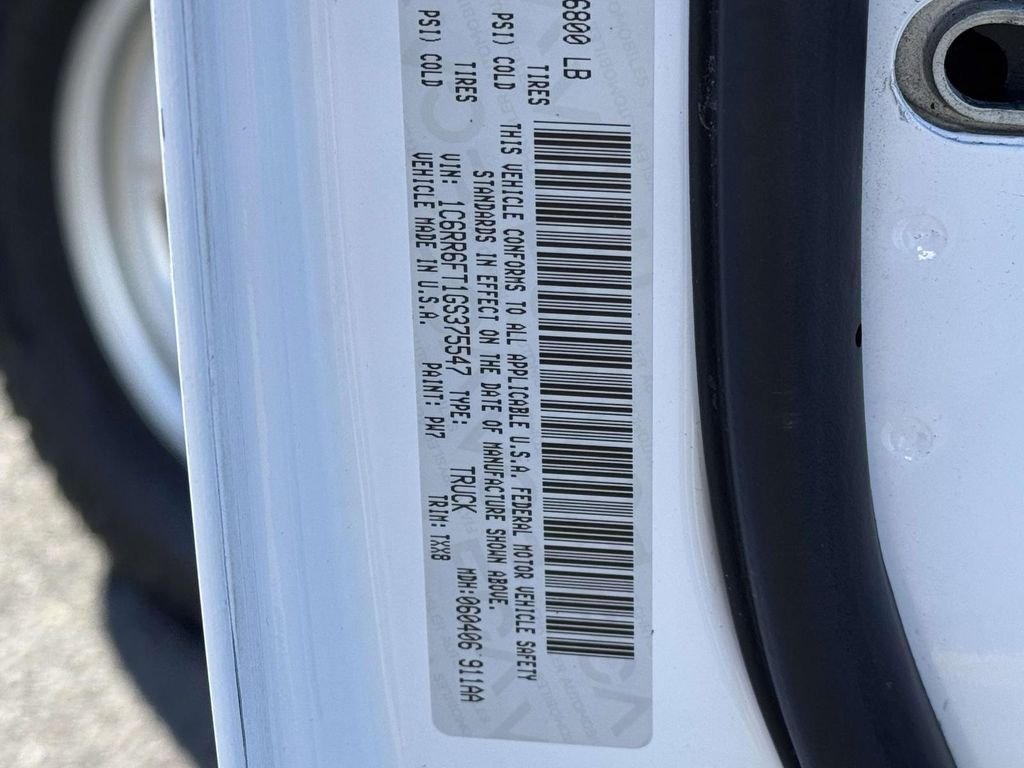 6800 LB
PSI) COLD TIRES
PSI) COLD TIRES
THIS VEHICLE CONFORMS TO ALL APPLICABLE U.S.A. FEDERAL MOTOR VEHICLE SAFETY
STANDARDS IN EFFECT ON THE DATE OF MANUFACTURE SHOWN ABOVE.
VIN: 1C6RR6FT1GS375547 TYPE: TRUCK MDH:060406 911AA
VEHICLE MADE IN U.S.A. PAINT: PW7 TRIM: TXX8